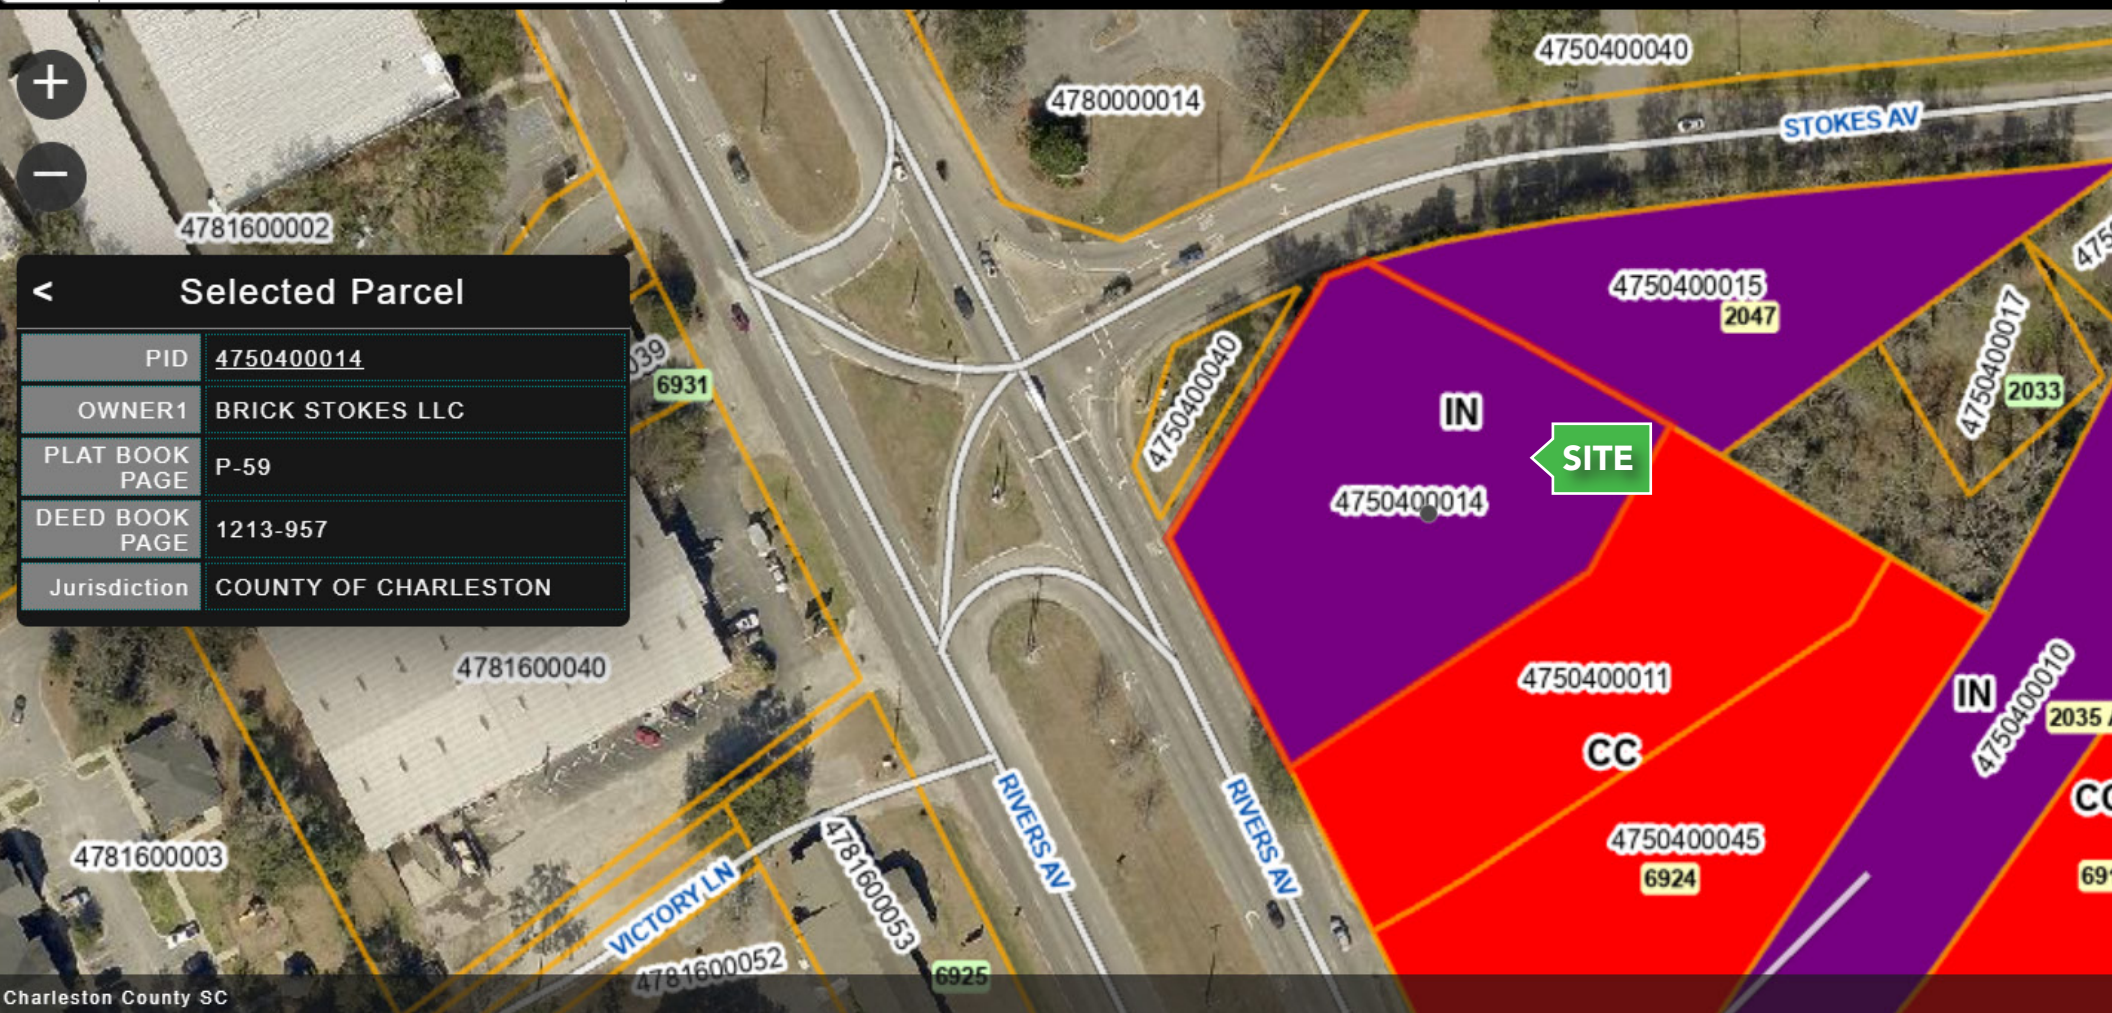 +
−
< Selected Parcel
PID 4750400014
OWNER1 BRICK STOKES LLC
PLAT BOOK PAGE P-59
DEED BOOK PAGE 1213-957
Jurisdiction COUNTY OF CHARLESTON
4750400040
4780000014
STOKES AV
4781600002
4750400015
2047
4750400017
2033
039
6931
4750400040
IN
SITE
4750400014
4781600040
4750400011
IN
4750400010
2035
CC
RIVERS AV
RIVERS AV
4750400045
6924
4781600003
VICTORY LN
4781600053
4781600052
6925
Charleston County SC